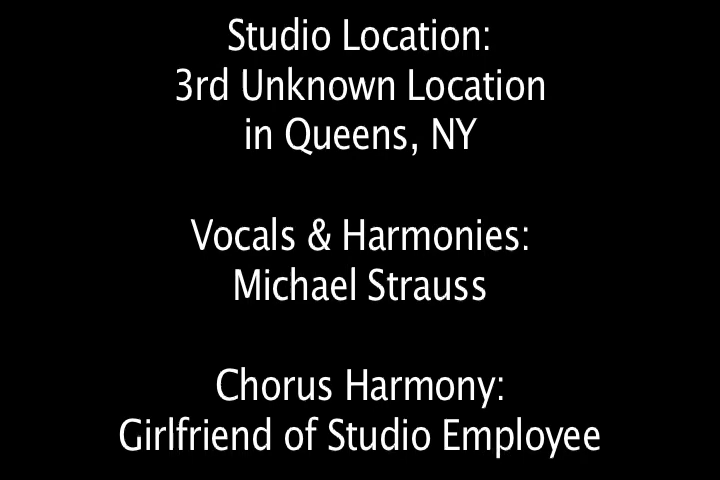 Studio Location:
3rd Unknown Location
in Queens, NY
Vocals & Harmonies:
Michael Strauss
Chorus Harmony:
Girlfriend of Studio Employee